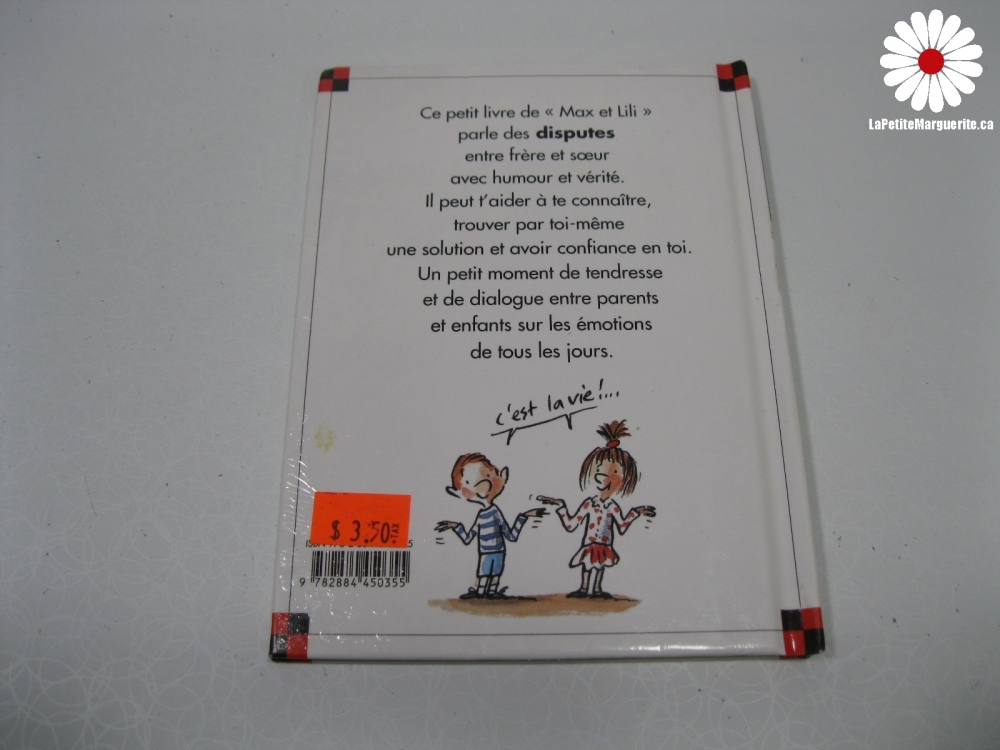 LaPetiteMarguerite.ca
Ce petit livre de « Max et Lili »
parle des disputes
entre frère et sœur
avec humour et vérité.
Il peut t'aider à te connaître,
trouver par toi-même
une solution et avoir confiance en toi.
Un petit moment de tendresse
et de dialogue entre parents
et enfants sur les émotions
de tous les jours.
c'est la vie !...
$ 3.50 +TAX
9 782884 450355